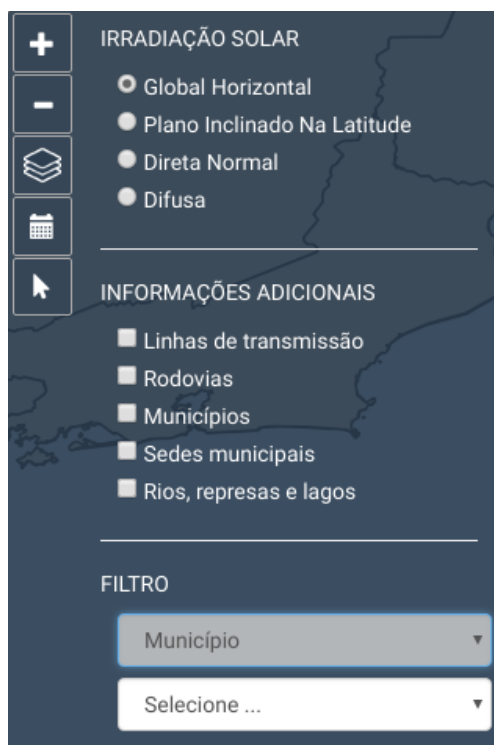 IRRADIAÇÃO SOLAR
Global Horizontal
Plano Inclinado Na Latitude
Direta Normal
Difusa
INFORMAÇÕES ADICIONAIS
Linhas de transmissão
Rodovias
Municípios
Sedes municipais
Rios, represas e lagos
FILTRO
Município
Selecione ...